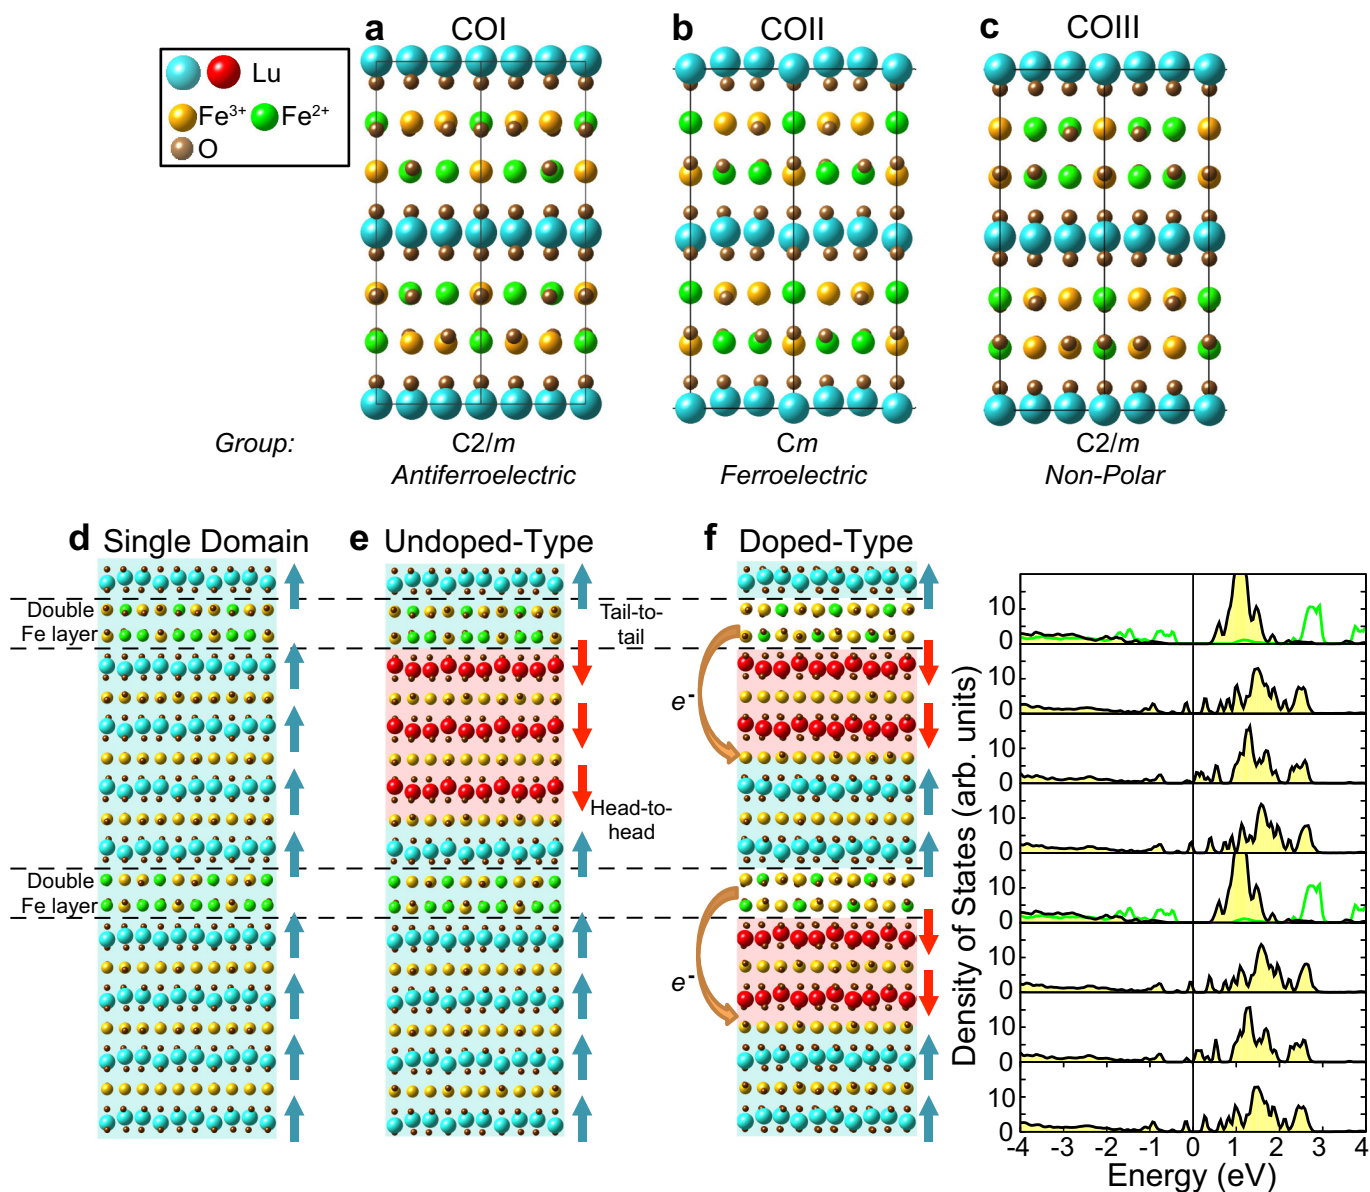 a COI
b COII
c COIII
Lu
Fe³⁺ Fe²⁺
O
Group: C2/m Cm C2/m
Antiferroelectric Ferroelectric Non-Polar
d Single Domain
e Undoped-Type
f Doped-Type
Double
Fe layer
Tail-to-
tail
e⁻
Head-to-
head
Double
Fe layer
e⁻
Density of States (arb. units)
10
0
10
0
10
0
10
0
10
0
10
0
10
0
10
0
-4 -3 -2 -1 0 1 2 3 4
Energy (eV)